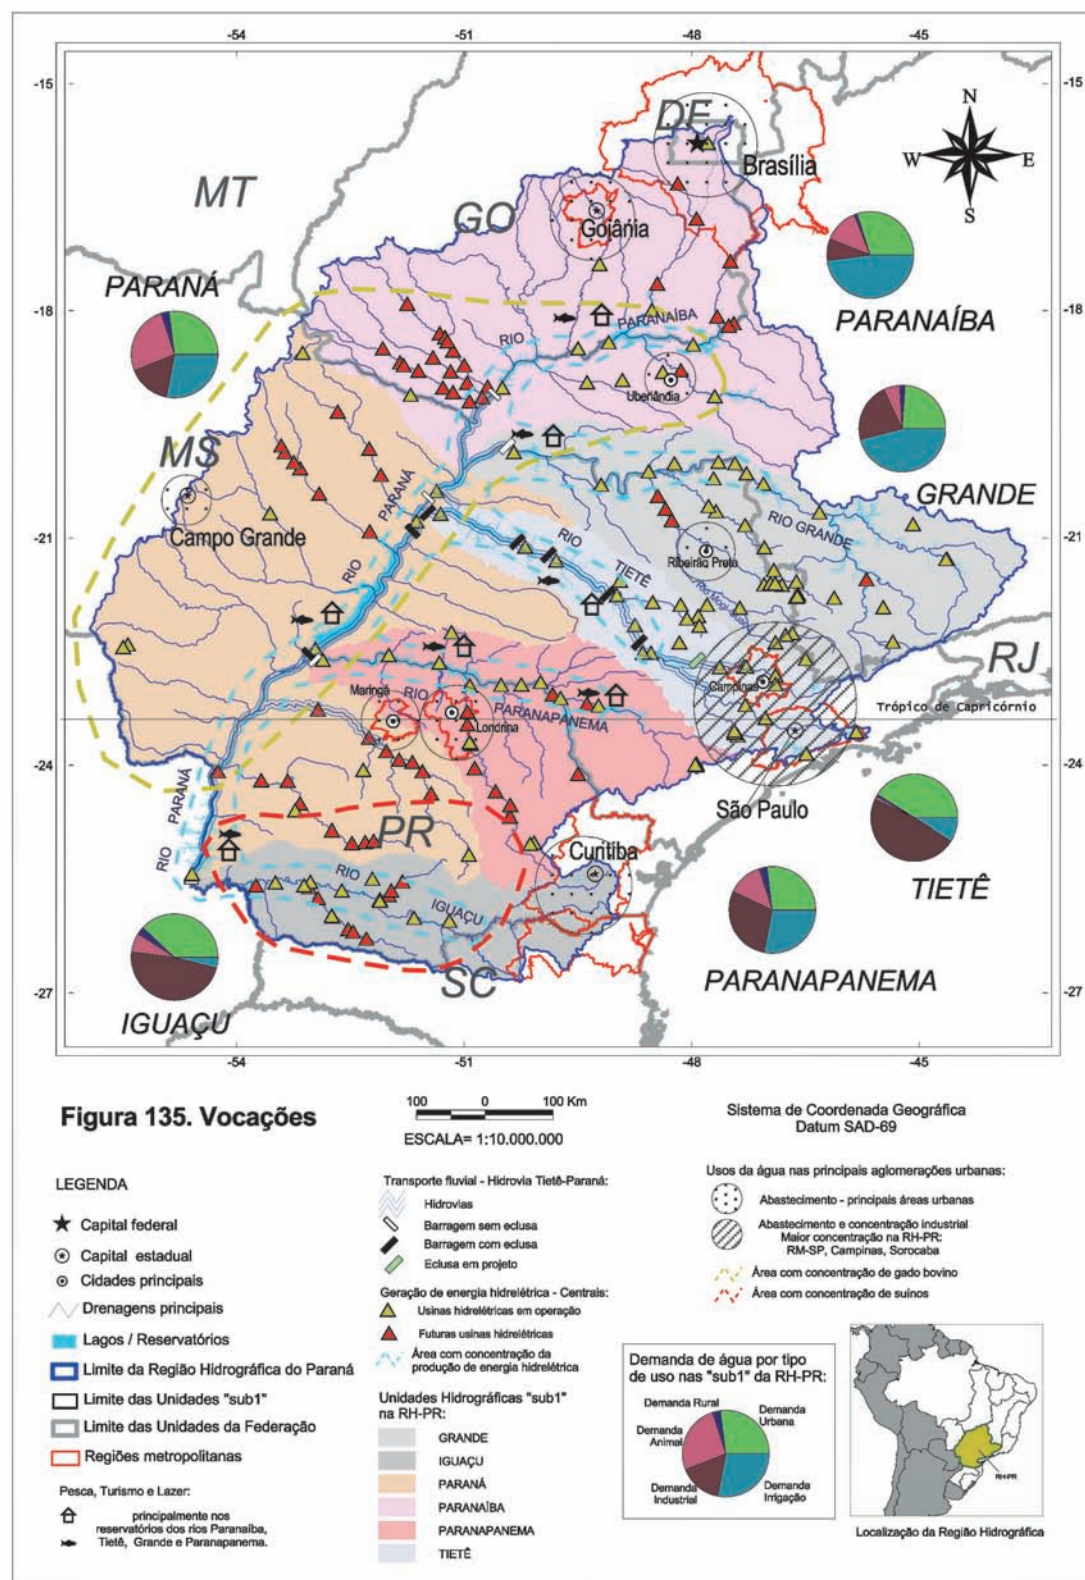 -54
-51
-48
-45
-15
-15
DF
N
W
E
S
Brasília
MT
GO
Goiânia
PARANÁ
PARANAÍBA
-18
-18
RIO
PARANAÍBA
Uberlândia
MS
PARANÁ
GRANDE
Campo Grande
RIO GRANDE
-21
-21
RIO
RIO
Ribeirão Preto
TIETÊ
RJ
Campinas
Maringá
RIO
Trópico de Capricórnio
PARANAPANEMA
Londrina
-24
-24
PARANÁ
São Paulo
PR
RIO
Curitiba
TIETÊ
RIO
IGUAÇU
SC
PARANAPANEMA
-27
-27
IGUAÇU
-54
-51
-48
-45
Figura 135. Vocações
100 0 100 Km
ESCALA= 1:10.000.000
Sistema de Coordenada Geográfica
Datum SAD-69
LEGENDA
Capital federal
Capital estadual
Cidades principais
Drenagens principais
Lagos / Reservatórios
Limite da Região Hidrográfica do Paraná
Limite das Unidades "sub1"
Limite das Unidades da Federação
Regiões metropolitanas
Pesca, Turismo e Lazer:
principalmente nos
reservatórios dos rios Paranaíba,
Tietê, Grande e Paranapanema.
Transporte fluvial - Hidrovia Tietê-Paraná:
Hidrovias
Barragem sem eclusa
Barragem com eclusa
Eclusa em projeto
Geração de energia hidrelétrica - Centrais:
Usinas hidrelétricas em operação
Futuras usinas hidrelétricas
Área com concentração da
produção de energia hidrelétrica
Unidades Hidrográficas "sub1"
na RH-PR:
GRANDE
IGUAÇU
PARANÁ
PARANAÍBA
PARANAPANEMA
TIETÊ
Usos da água nas principais aglomerações urbanas:
Abastecimento - principais áreas urbanas
Abastecimento e concentração industrial
Maior concentração na RH-PR:
RM-SP, Campinas, Sorocaba
Área com concentração de gado bovino
Área com concentração de suínos
Demanda de água por tipo
de uso nas "sub1" da RH-PR:
Demanda Rural
Demanda
Urbana
Demanda
Animal
Demanda
Industrial
Demanda
Irrigação
RH-PR
Localização da Região Hidrográfica